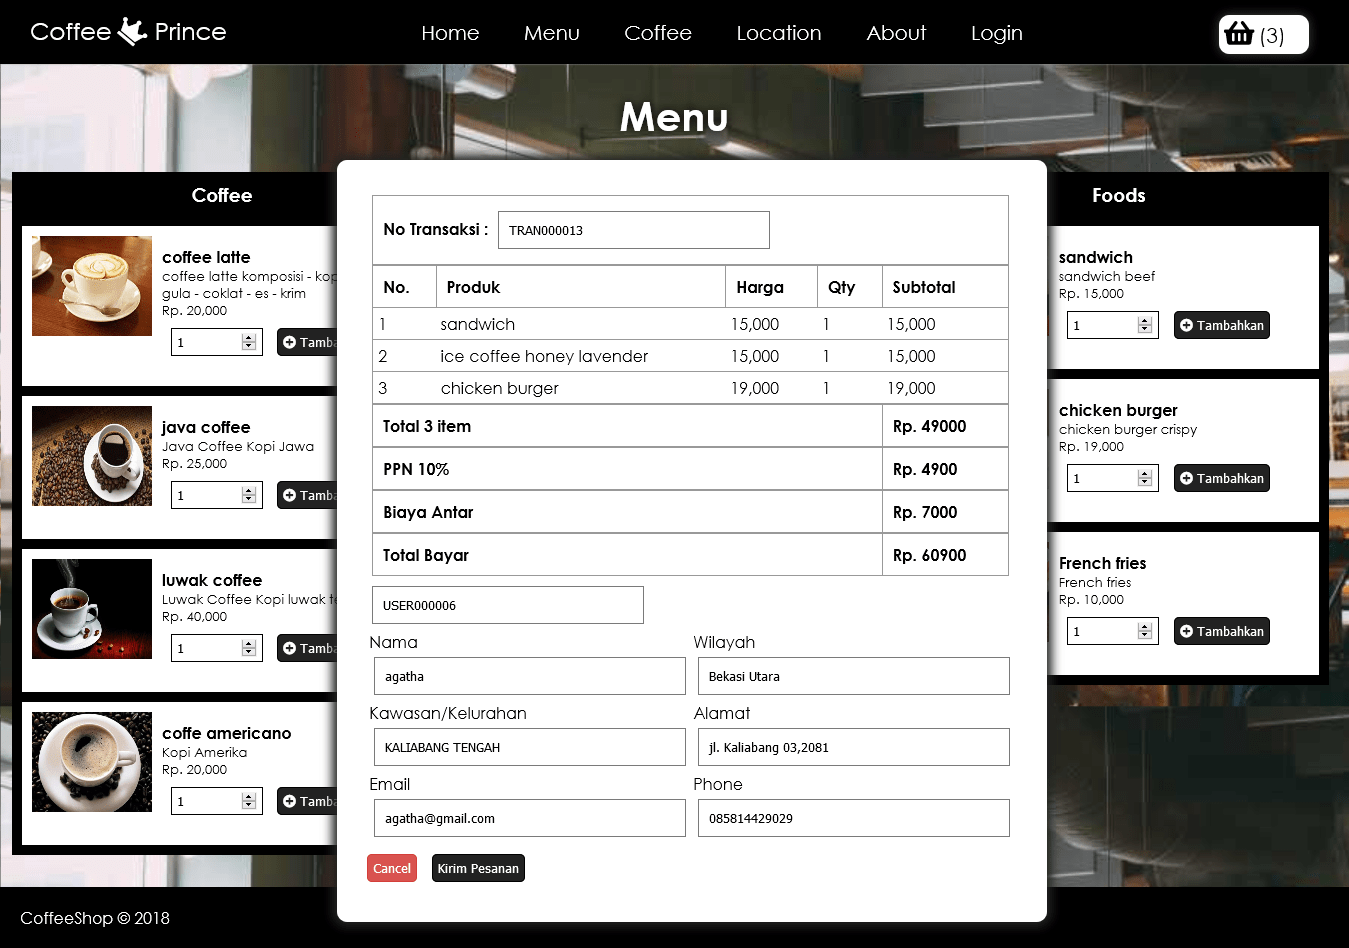 Coffee Prince
Home Menu Coffee Location About Login
(3)
Menu
Coffee
coffee latte
coffee latte komposisi - kop
gula - coklat - es - krim
Rp. 20,000
1 Tamba
java coffee
Java Coffee Kopi Jawa
Rp. 25,000
1 Tamba
luwak coffee
Luwak Coffee Kopi luwak te
Rp. 40,000
1 Tamba
coffe americano
Kopi Amerika
Rp. 20,000
1 Tamba
No Transaksi : TRAN000013
No. Produk Harga Qty Subtotal
1 sandwich 15,000 1 15,000
2 ice coffee honey lavender 15,000 1 15,000
3 chicken burger 19,000 1 19,000
Total 3 item Rp. 49000
PPN 10% Rp. 4900
Biaya Antar Rp. 7000
Total Bayar Rp. 60900
USER000006
Nama Wilayah
agatha Bekasi Utara
Kawasan/Kelurahan Alamat
KALIABANG TENGAH jl. Kaliabang 03,2081
Email Phone
agatha@gmail.com 085814429029
Cancel Kirim Pesanan
Foods
sandwich
sandwich beef
Rp. 15,000
1 Tambahkan
chicken burger
chicken burger crispy
Rp. 19,000
1 Tambahkan
French fries
French fries
Rp. 10,000
1 Tambahkan
CoffeeShop © 2018